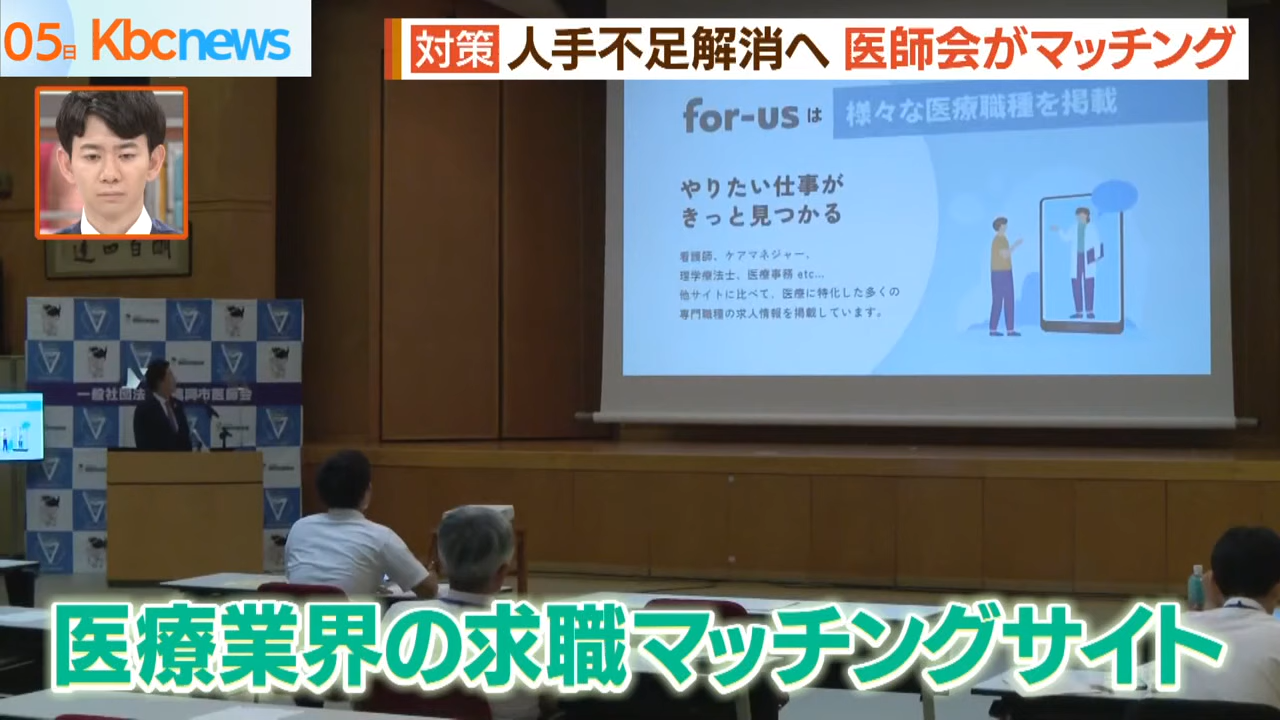 05日 Kbcnews
対策 人手不足解消へ 医師会がマッチング
for-usは 様々な医療職種を掲載
やりたい仕事が
きっと見つかる
看護師、ケアマネジャー、
理学療法士、医療事務 etc...
他サイトに比べて、医療に特化した多くの
専門職種の求人情報を掲載しています。
一般社団法
岡市医師会
医療業界の求職マッチングサイト